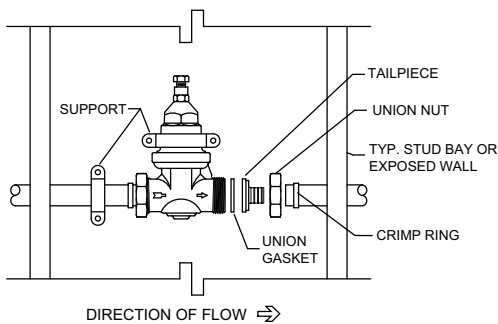 TAILPIECE
SUPPORT
UNION NUT
TYP. STUD BAY OR
EXPOSED WALL
CRIMP RING
UNION
GASKET
DIRECTION OF FLOW